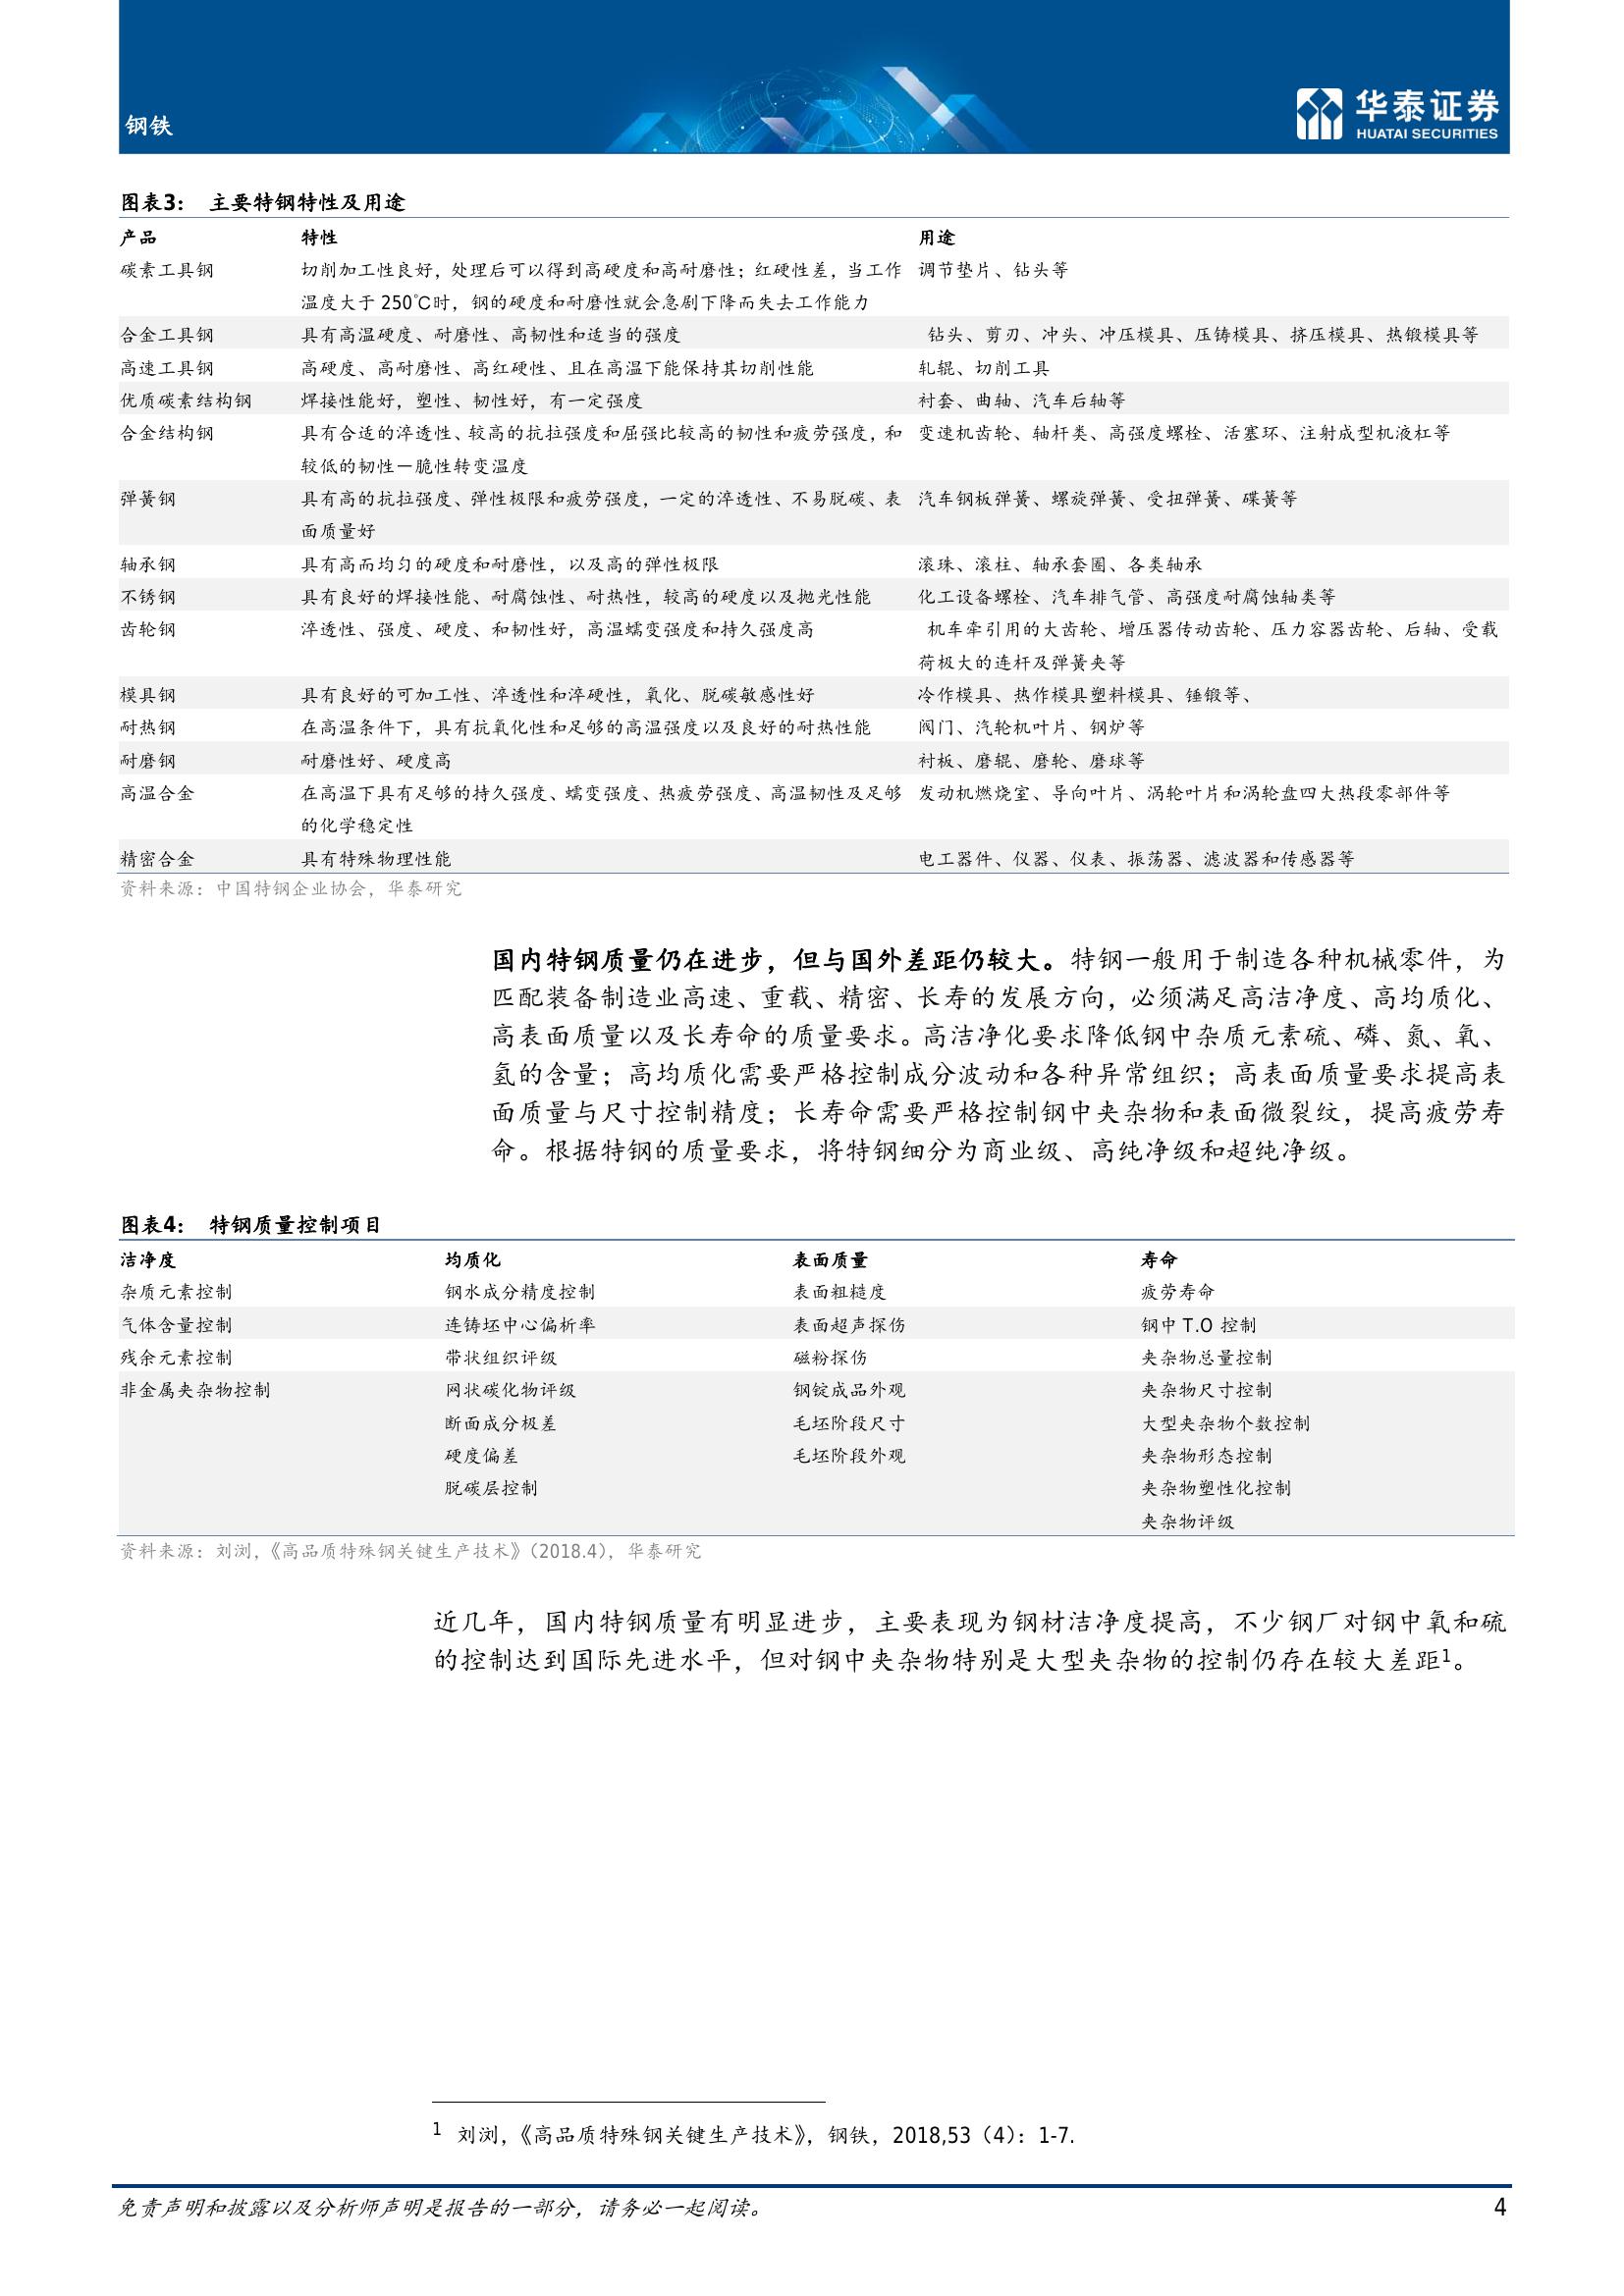 钢铁
华泰证券
HUATAI SECURITIES
图表3： 主要特钢特性及用途
产品 特性 用途
碳素工具钢 切削加工性良好，处理后可以得到高硬度和高耐磨性；红硬性差，当工作 调节垫片、钻头等
温度大于 250℃时，钢的硬度和耐磨性就会急剧下降而失去工作能力
合金工具钢 具有高温硬度、耐磨性、高韧性和适当的强度 钻头、剪刃、冲头、冲压模具、压铸模具、挤压模具、热锻模具等
高速工具钢 高硬度、高耐磨性、高红硬性、且在高温下能保持其切削性能 轧辊、切削工具
优质碳素结构钢 焊接性能好，塑性、韧性好，有一定强度 衬套、曲轴、汽车后轴等
合金结构钢 具有合适的淬透性、较高的抗拉强度和屈强比较高的韧性和疲劳强度，和 变速机齿轮、轴杆类、高强度螺栓、活塞环、注射成型机液杠等
较低的韧性－脆性转变温度
弹簧钢 具有高的抗拉强度、弹性极限和疲劳强度，一定的淬透性、不易脱碳、表 汽车钢板弹簧、螺旋弹簧、受扭弹簧、碟簧等
面质量好
轴承钢 具有高而均匀的硬度和耐磨性，以及高的弹性极限 滚珠、滚柱、轴承套圈、各类轴承
不锈钢 具有良好的焊接性能、耐腐蚀性、耐热性，较高的硬度以及抛光性能 化工设备螺栓、汽车排气管、高强度耐腐蚀轴类等
齿轮钢 淬透性、强度、硬度、和韧性好，高温蠕变强度和持久强度高 机车牵引用的大齿轮、增压器传动齿轮、压力容器齿轮、后轴、受载
荷极大的连杆及弹簧夹等
模具钢 具有良好的可加工性、淬透性和淬硬性，氧化、脱碳敏感性好 冷作模具、热作模具塑料模具、锤锻等、
耐热钢 在高温条件下，具有抗氧化性和足够的高温强度以及良好的耐热性能 阀门、汽轮机叶片、钢炉等
耐磨钢 耐磨性好、硬度高 衬板、磨辊、磨轮、磨球等
高温合金 在高温下具有足够的持久强度、蠕变强度、热疲劳强度、高温韧性及足够 发动机燃烧室、导向叶片、涡轮叶片和涡轮盘四大热段零部件等
的化学稳定性
精密合金 具有特殊物理性能 电工器件、仪器、仪表、振荡器、滤波器和传感器等
资料来源：中国特钢企业协会，华泰研究
国内特钢质量仍在进步，但与国外差距仍较大。特钢一般用于制造各种机械零件，为
匹配装备制造业高速、重载、精密、长寿的发展方向，必须满足高洁净度、高均质化、
高表面质量以及长寿命的质量要求。高洁净化要求降低钢中杂质元素硫、磷、氮、氧、
氢的含量；高均质化需要严格控制成分波动和各种异常组织；高表面质量要求提高表
面质量与尺寸控制精度；长寿命需要严格控制钢中夹杂物和表面微裂纹，提高疲劳寿
命。根据特钢的质量要求，将特钢细分为商业级、高纯净级和超纯净级。
图表4： 特钢质量控制项目
洁净度 均质化 表面质量 寿命
杂质元素控制 钢水成分精度控制 表面粗糙度 疲劳寿命
气体含量控制 连铸坯中心偏析率 表面超声探伤 钢中 T.O 控制
残余元素控制 带状组织评级 磁粉探伤 夹杂物总量控制
非金属夹杂物控制 网状碳化物评级 钢锭成品外观 夹杂物尺寸控制
断面成分极差 毛坯阶段尺寸 大型夹杂物个数控制
硬度偏差 毛坯阶段外观 夹杂物形态控制
脱碳层控制 夹杂物塑性化控制
夹杂物评级
资料来源：刘浏，《高品质特殊钢关键生产技术》（2018.4），华泰研究
近几年，国内特钢质量有明显进步，主要表现为钢材洁净度提高，不少钢厂对钢中氧和硫
的控制达到国际先进水平，但对钢中夹杂物特别是大型夹杂物的控制仍存在较大差距1。
1 刘浏，《高品质特殊钢关键生产技术》，钢铁，2018,53（4）：1-7.
免责声明和披露以及分析师声明是报告的一部分，请务必一起阅读。 4